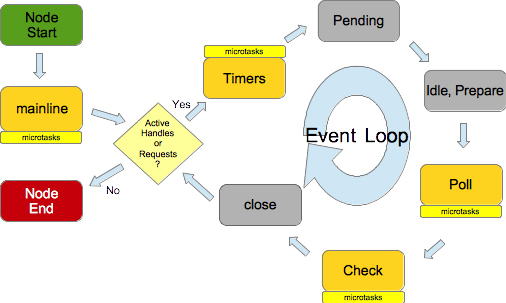 Node
Start
mainline
microtasks
Node
End
Active
Handles
or
Requests
?
Yes
No
microtasks
Timers
Pending
Idle, Prepare
Event Loop
Poll
microtasks
Check
microtasks
close